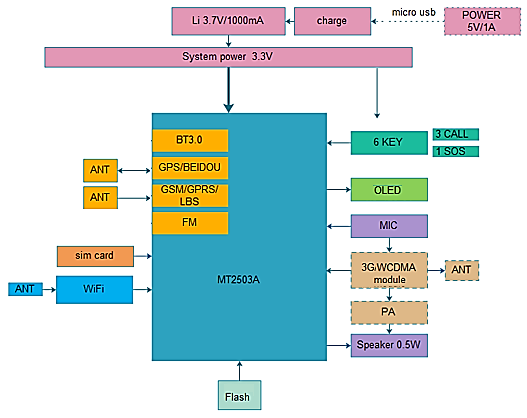 micro usb
Li 3.7V/1000mA
charge
POWER
5V/1A
System power 3.3V
BT3.0
6 KEY
3 CALL
1 SOS
ANT
GPS/BEIDOU
ANT
GSM/GPRS/
LBS
OLED
FM
MIC
sim card
MT2503A
3G/WCDMA
module
ANT
ANT
WiFi
PA
Speaker 0.5W
Flash